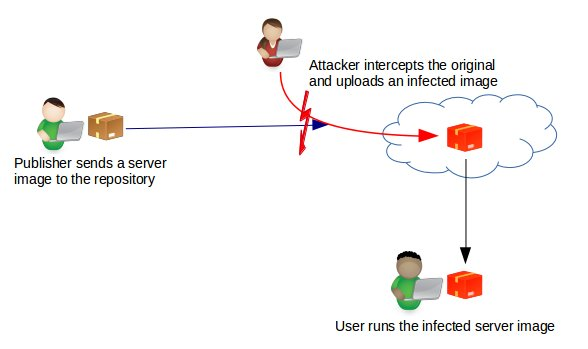 Attacker intercepts the original
and uploads an infected image
Publisher sends a server
image to the repository
User runs the infected server image